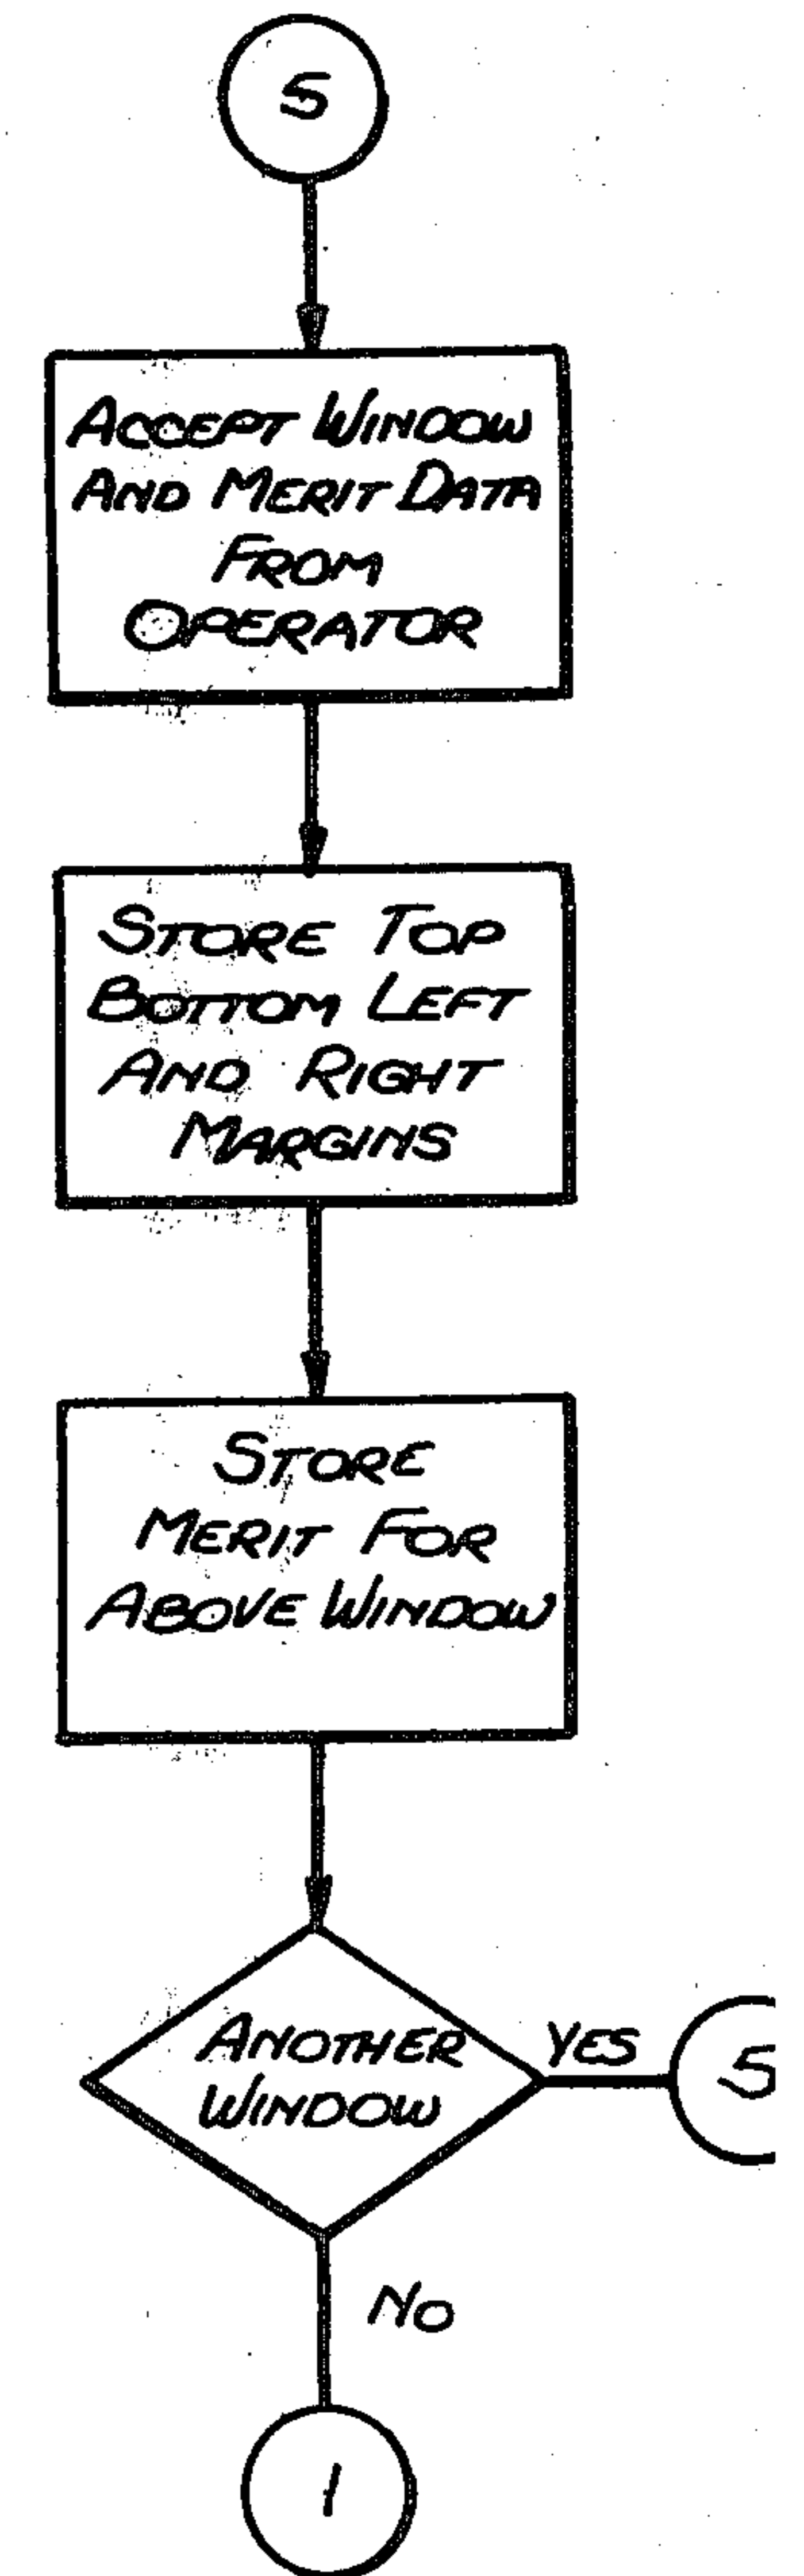 5
ACCEPT WINDOW
AND MERIT DATA
FROM
OPERATOR
STORE TOP
BOTTOM LEFT
AND RIGHT
MARGINS
STORE
MERIT FOR
ABOVE WINDOW
ANOTHER
WINDOW
YES
5
NO
1